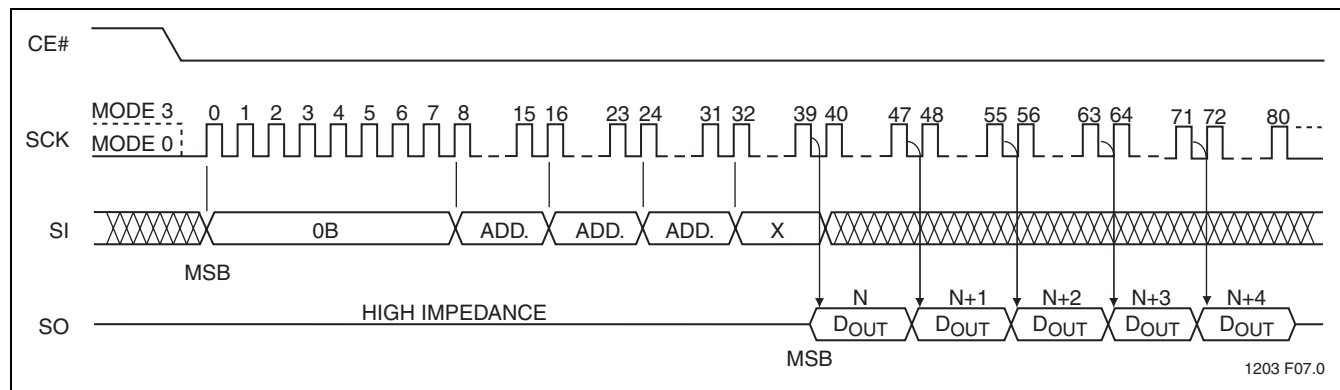 CE#
MODE 3
0 1 2 3 4 5 6 7 8 15 16 23 24 31 32 39 40 47 48 55 56 63 64 71 72 80
SCK
MODE 0
SI
0B ADD. ADD. ADD. X
MSB
N N+1 N+2 N+3 N+4
HIGH IMPEDANCE
SO
DOUT DOUT DOUT DOUT DOUT
MSB
1203 F07.0